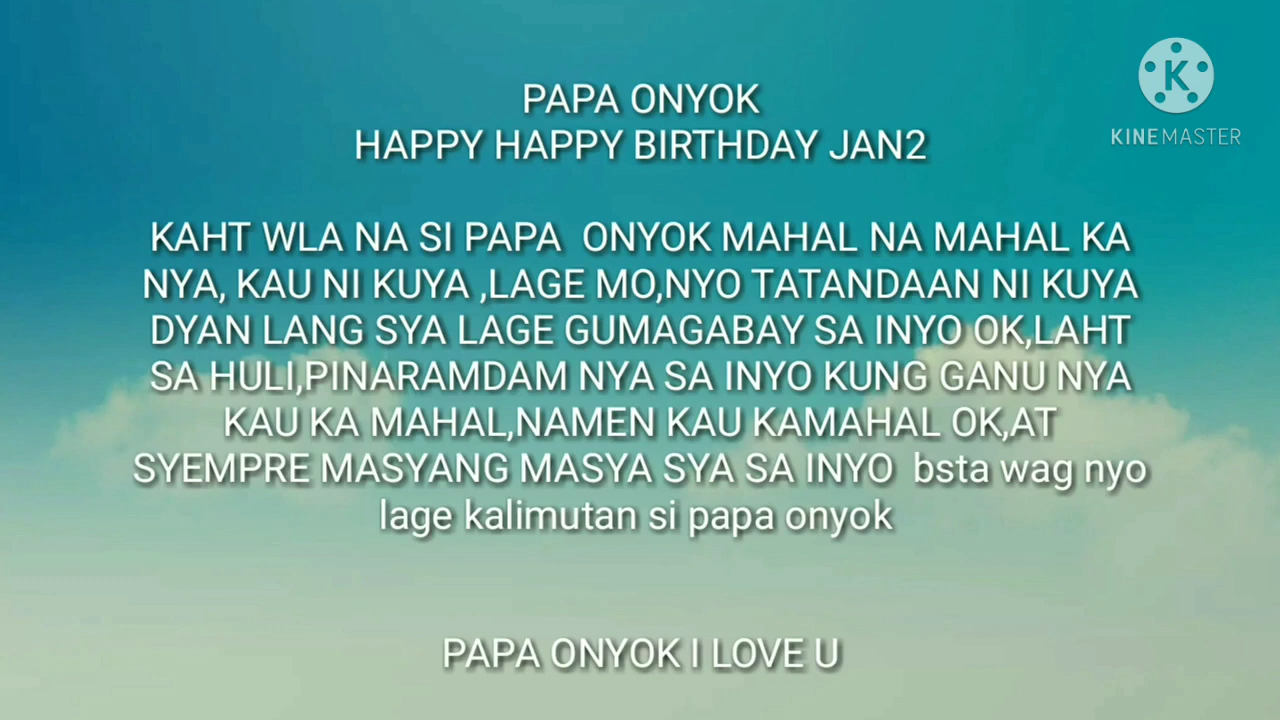 PAPA ONYOK
HAPPY HAPPY BIRTHDAY JAN2
KAHT WLA NA SI PAPA  ONYOK MAHAL NA MAHAL KA
NYA, KAU NI KUYA ,LAGE MO,NYO TATANDAAN NI KUYA
DYAN LANG SYA LAGE GUMAGABAY SA INYO OK,LAHT
SA HULI,PINARAMDAM NYA SA INYO KUNG GANU NYA
KAU KA MAHAL,NAMEN KAU KAMAHAL OK,AT
SYEMPRE MASYANG MASYA SYA SA INYO  bsta wag nyo
lage kalimutan si papa onyok
PAPA ONYOK I LOVE U
K
KINEMASTER